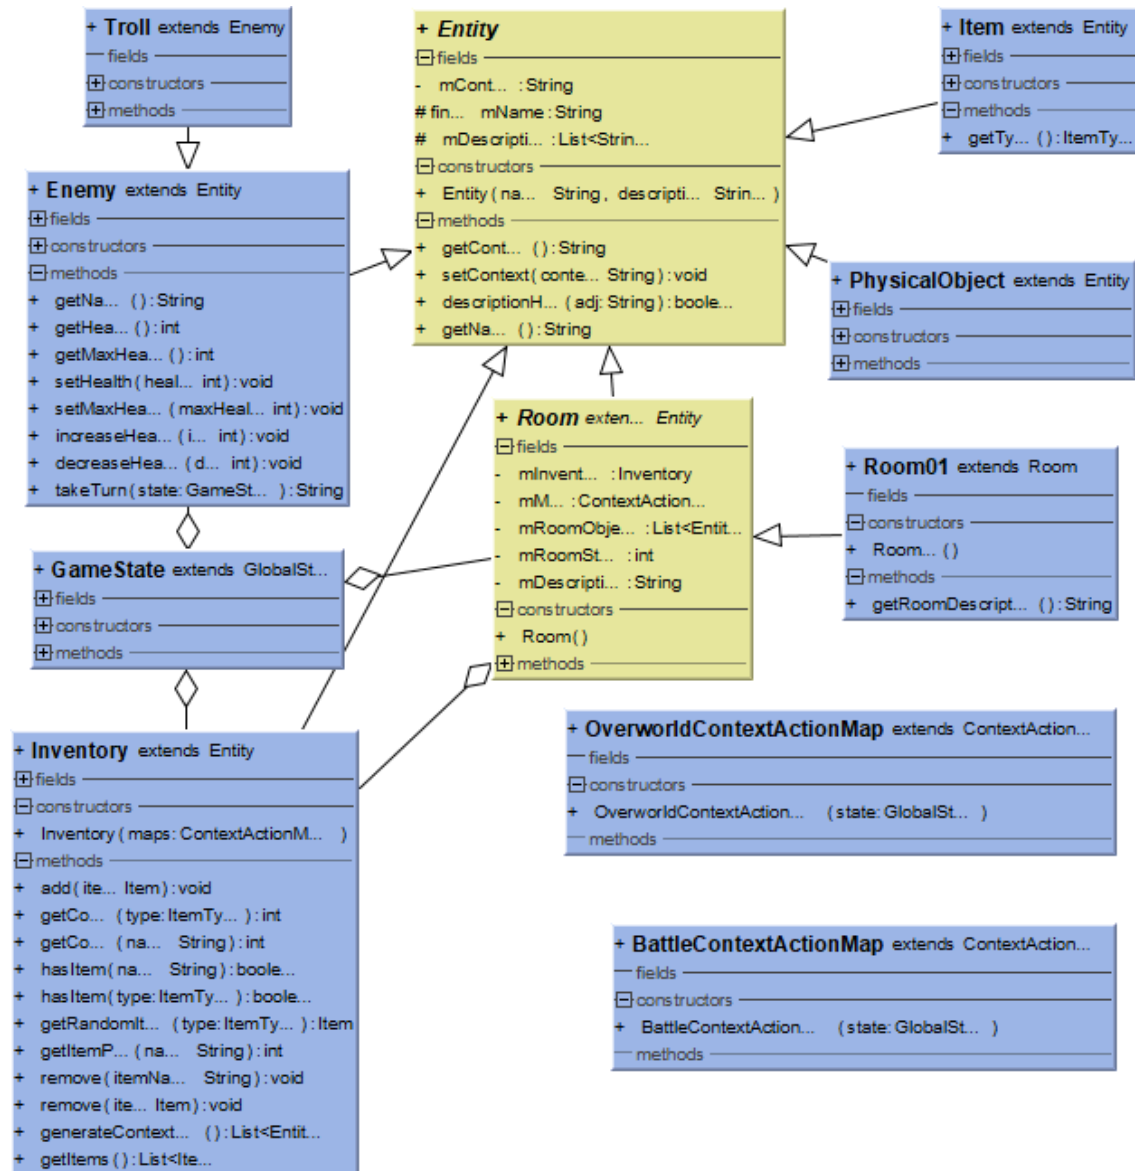 + Troll extends Enemy
fields
constructors
methods
+ Entity
fields
- mCont... :String
# fin... mName:String
# mDescripti... :List<Strin...
constructors
+ Entity(na... String, descripti... Strin... )
methods
+ getCont... ():String
+ setContext(conte... String):void
+ descriptionH... (adj:String):boole...
+ getNa... ():String
+ Item extends Entity
fields
constructors
methods
+ getTy... ():ItemTy...
+ Enemy extends Entity
fields
constructors
methods
+ getNa... ():String
+ getHea... ():int
+ getMaxHea... ():int
+ setHealth(heal... int):void
+ setMaxHea... (maxHeal... int):void
+ increaseHea... (i... int):void
+ decreaseHea... (d... int):void
+ takeTurn(state:GameSt... ):String
+ PhysicalObject extends Entity
fields
constructors
methods
+ Room exten... Entity
fields
- mInvent... :Inventory
- mM... :ContextAction...
- mRoomObje... :List<Entit...
- mRoomSt... :int
- mDescripti... :String
constructors
+ Room()
methods
+ Room01 extends Room
fields
constructors
+ Room... ()
methods
+ getRoomDescript... ():String
+ GameState extends GlobalSt...
fields
constructors
methods
+ Inventory extends Entity
fields
constructors
+ Inventory(maps:ContextActionM... )
methods
+ add(ite... Item):void
+ getCo... (type:ItemTy... ):int
+ getCo... (na... String):int
+ hasItem(na... String):boole...
+ hasItem(type:ItemTy... ):boole...
+ getRandomIt... (type:ItemTy... ):Item
+ getItemP... (na... String):int
+ remove(itemNa... String):void
+ remove(ite... Item):void
+ generateContext... ():List<Entit...
+ getItems():List<Ite...
+ OverworldContextActionMap extends ContextAction...
fields
constructors
+ OverworldContextAction... (state:GlobalSt... )
methods
+ BattleContextActionMap extends ContextAction...
fields
constructors
+ BattleContextAction... (state:GlobalSt... )
methods